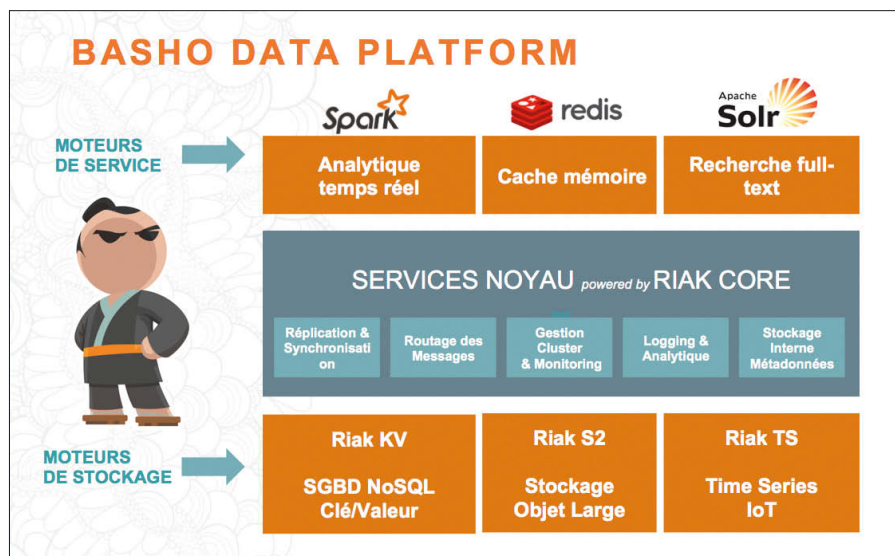 BASHO DATA PLATFORM
Spark
redis
Apache
Solr
MOTEURS
DE SERVICE
Analytique
temps réel
Cache mémoire
Recherche full-
text
SERVICES NOYAU powered by RIAK CORE
Réplication &
Synchronisati
on
Routage des
Messages
Gestion
Cluster
& Monitoring
Logging &
Analytique
Stockage
Interne
Métadonnées
MOTEURS
DE STOCKAGE
Riak KV
SGBD NoSQL
Clé/Valeur
Riak S2
Stockage
Objet Large
Riak TS
Time Series
IoT